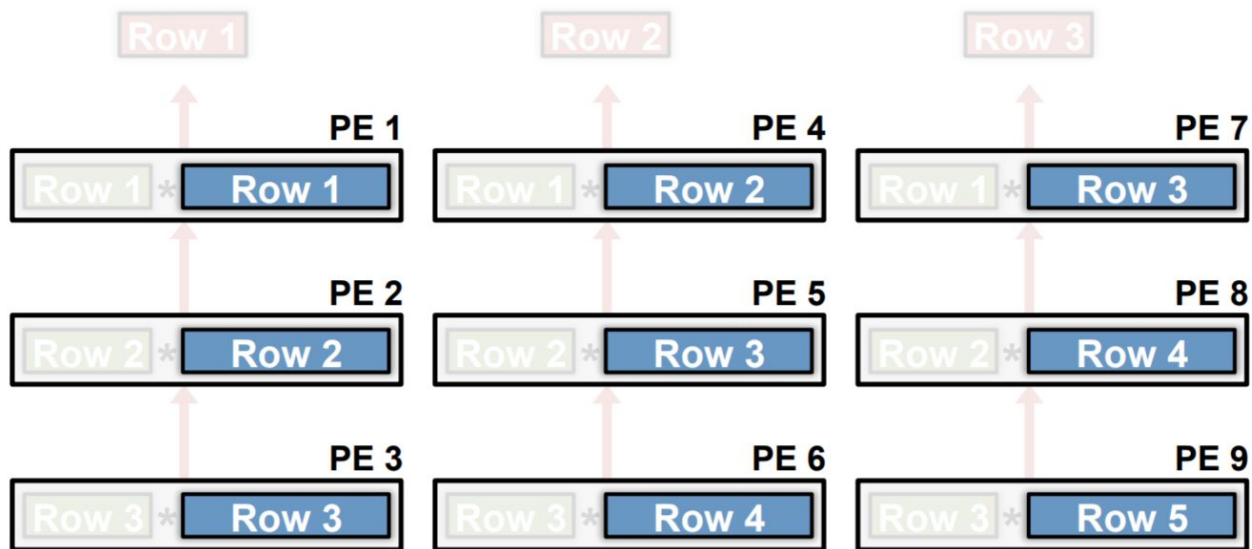 Row 1 Row 2 Row 3
PE 1 PE 4 PE 7
Row 1 * Row 1 Row 1 * Row 2 Row 1 * Row 3
PE 2 PE 5 PE 8
Row 2 * Row 2 Row 2 * Row 3 Row 2 * Row 4
PE 3 PE 6 PE 9
Row 3 * Row 3 Row 3 * Row 4 Row 3 * Row 5